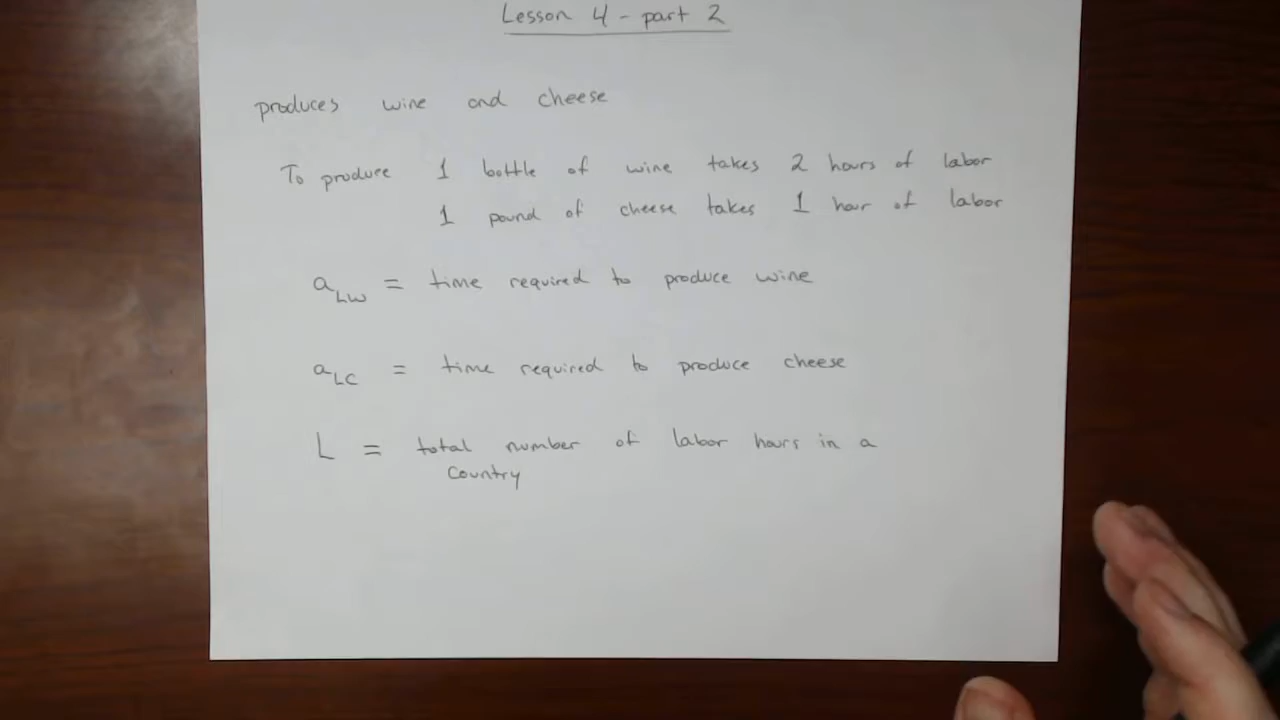 Lesson 4 - part 2
produces wine and cheese
To produce 1 bottle of wine takes 2 hours of labor
1 pound of cheese takes 1 hour of labor
a_LW = time required to produce wine
a_LC = time required to produce cheese
L = total number of labor hours in a
country